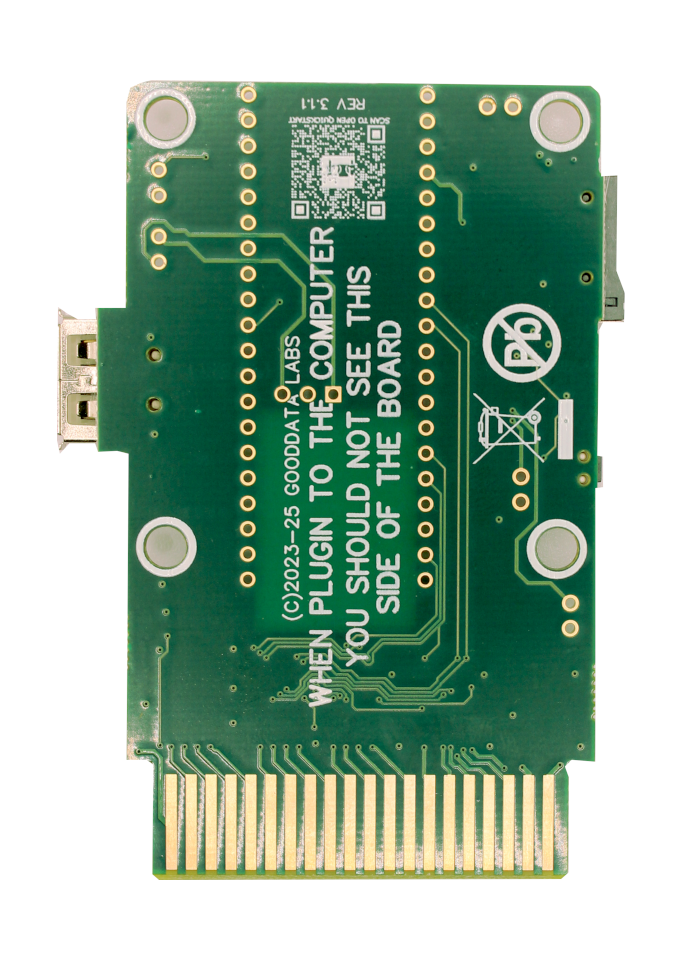 REV 3.1.1
SCAN TO OPEN QUICKSTART
(C)2023-25 GOODDATA LABS
WHEN PLUGIN TO THE COMPUTER
YOU SHOULD NOT SEE THIS
SIDE OF THE BOARD
Pb